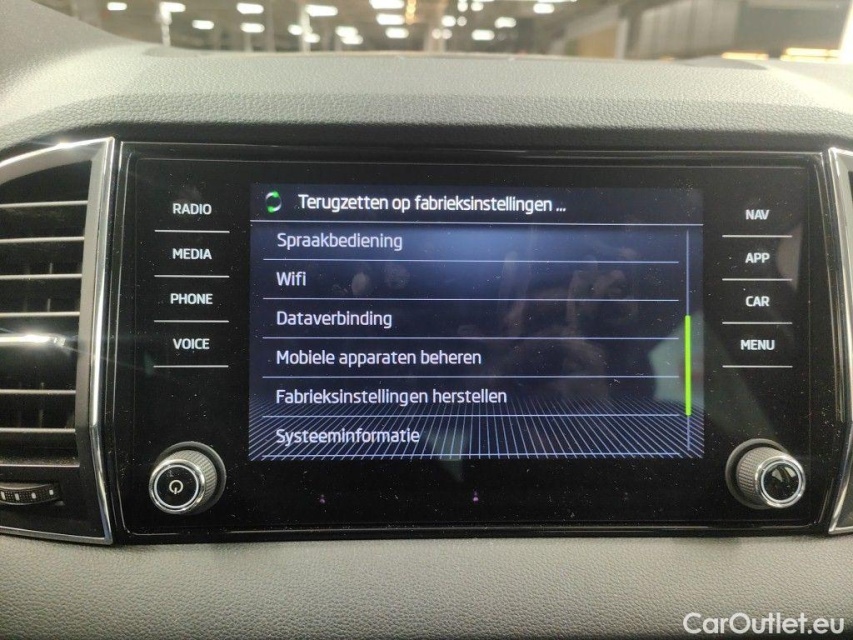 Terugzetten op fabrieksinstellingen ...
RADIO
MEDIA
PHONE
VOICE
Spraakbediening
Wifi
Dataverbinding
Mobiele apparaten beheren
Fabrieksinstellingen herstellen
Systeeminformatie
NAV
APP
CAR
MENU
CarOutlet.eu